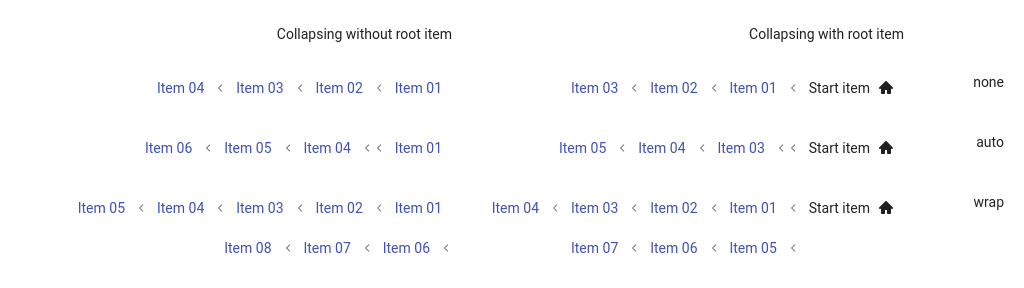 Collapsing without root item Collapsing with root item
Item 04 < Item 03 < Item 02 < Item 01 Item 03 < Item 02 < Item 01 < Start item none
Item 06 < Item 05 < Item 04 < < Item 01 Item 05 < Item 04 < Item 03 < < Start item auto
Item 05 < Item 04 < Item 03 < Item 02 < Item 01 Item 04 < Item 03 < Item 02 < Item 01 < Start item wrap
Item 08 < Item 07 < Item 06 < Item 07 < Item 06 < Item 05 <